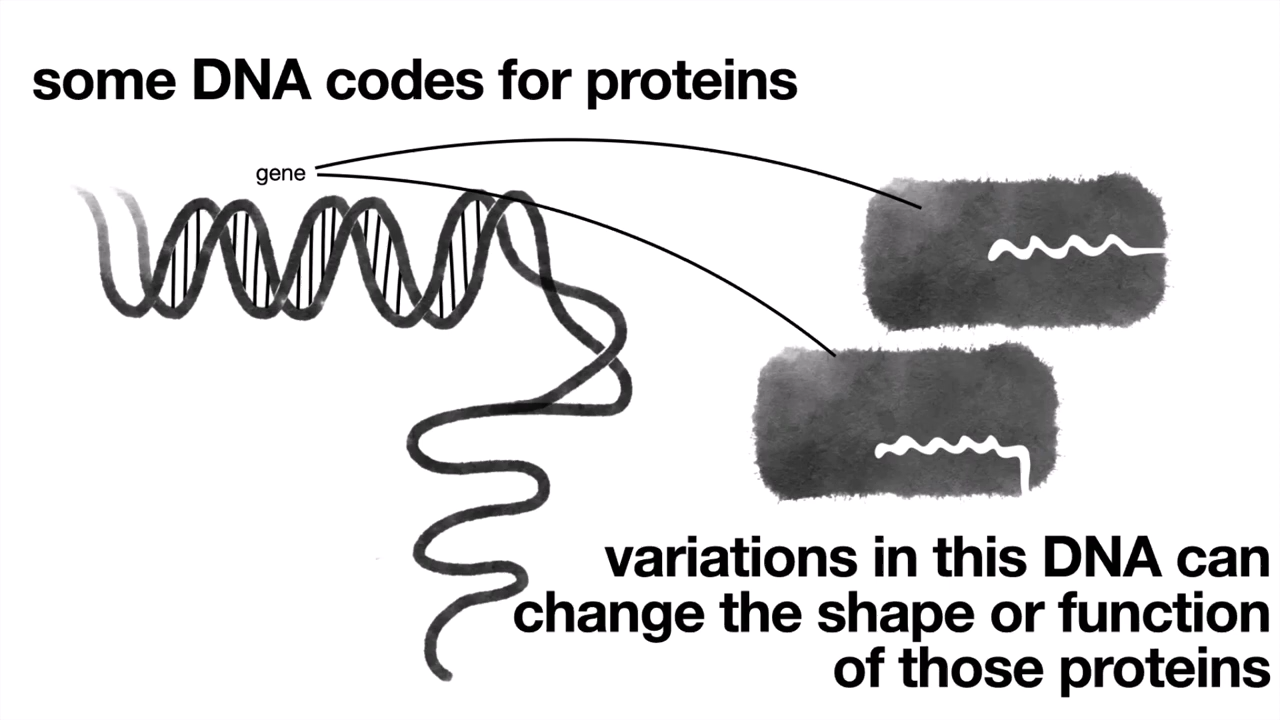 some DNA codes for proteins
gene
variations in this DNA can
change the shape or function
of those proteins